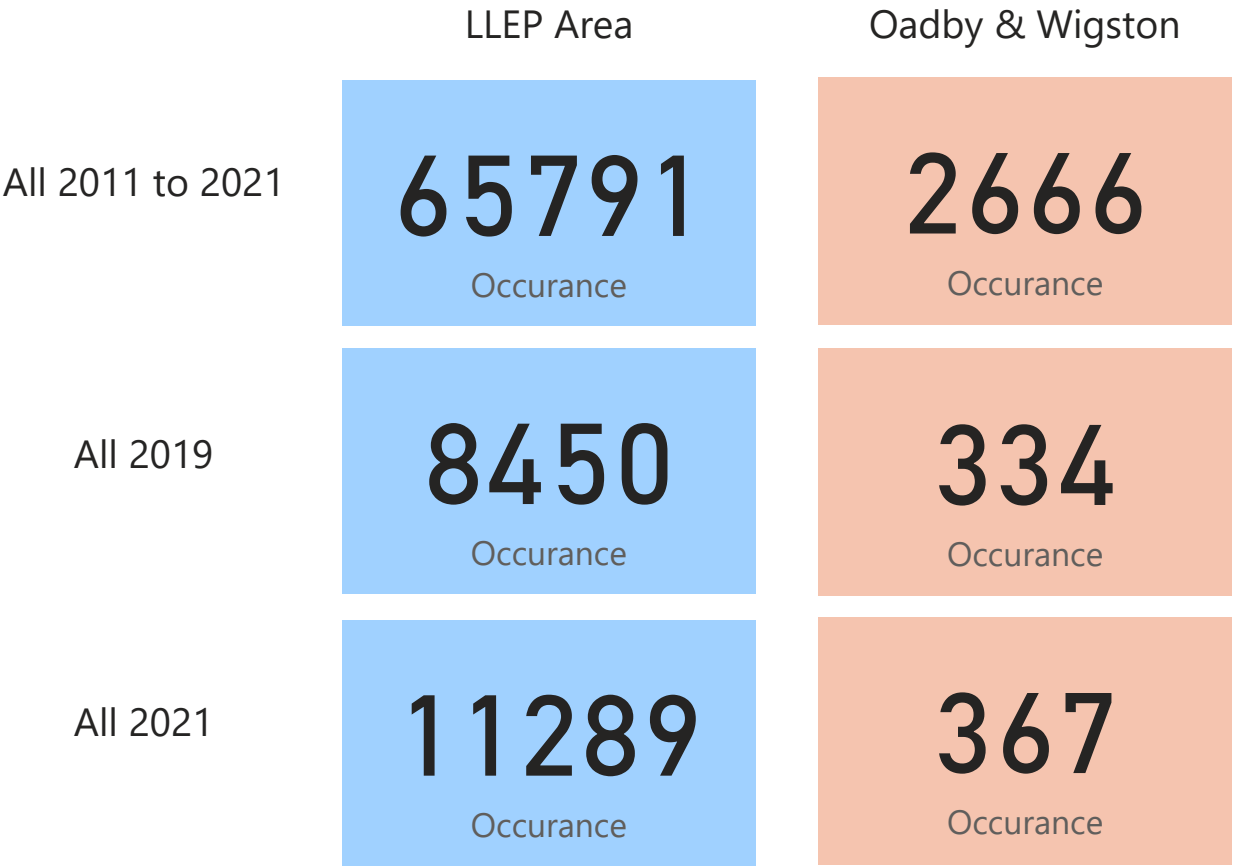 LLEP Area
Oadby & Wigston
All 2011 to 2021
65791
Occurance
2666
Occurance
All 2019
8450
Occurance
334
Occurance
All 2021
11289
Occurance
367
Occurance